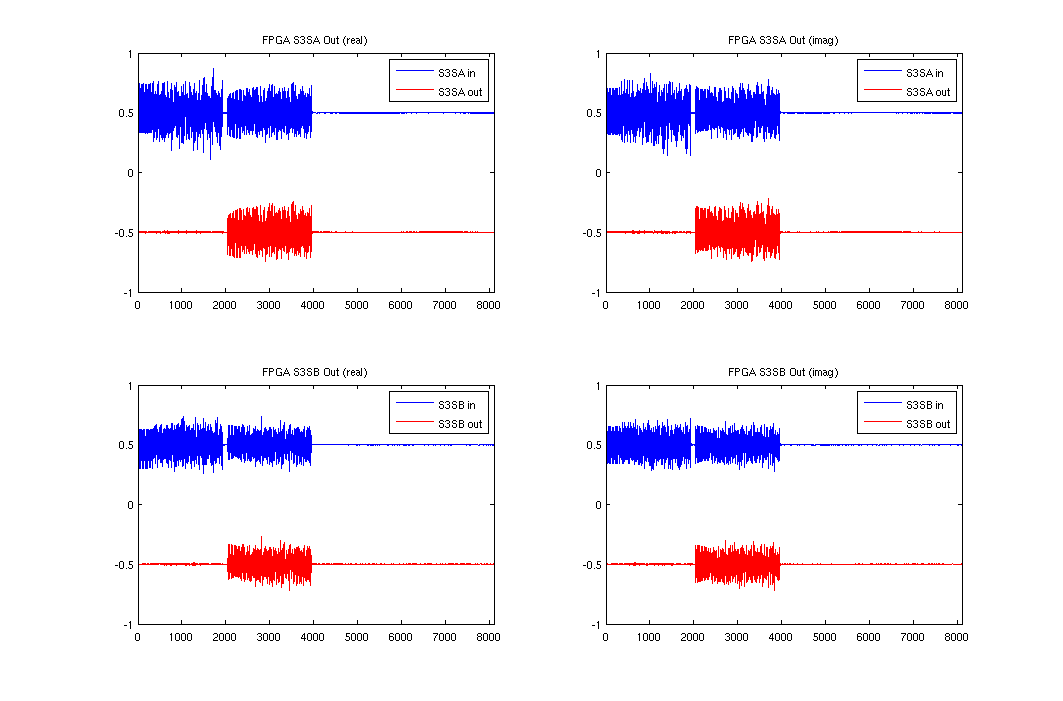 FPGA S3SA Out (real)
1
0.5
0
-0.5
-1
0 1000 2000 3000 4000 5000 6000 7000 8000
S3SA in
S3SA out
FPGA S3SA Out (imag)
1
0.5
0
-0.5
-1
0 1000 2000 3000 4000 5000 6000 7000 8000
S3SA in
S3SA out
FPGA S3SB Out (real)
1
0.5
0
-0.5
-1
0 1000 2000 3000 4000 5000 6000 7000 8000
S3SB in
S3SB out
FPGA S3SB Out (imag)
1
0.5
0
-0.5
-1
0 1000 2000 3000 4000 5000 6000 7000 8000
S3SB in
S3SB out